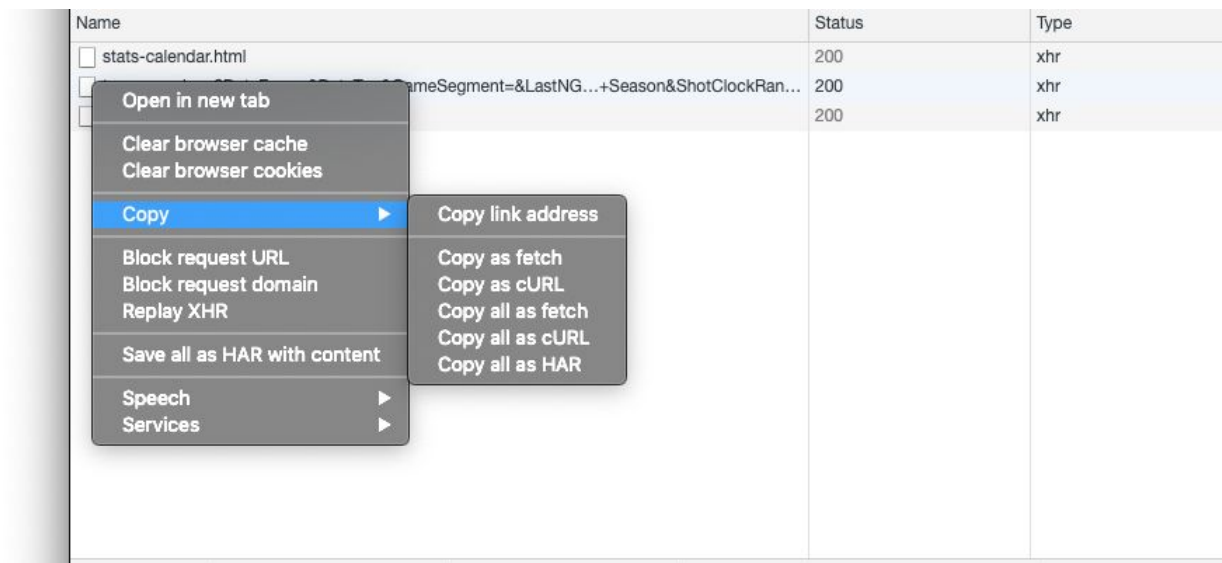 Name Status Type
stats-calendar.html 200 xhr
ameSegment=&LastNG...+Season&ShotClockRan... 200 xhr
200 xhr
Open in new tab
Clear browser cache
Clear browser cookies
Copy
Copy link address
Copy as fetch
Copy as cURL
Copy all as fetch
Copy all as cURL
Copy all as HAR
Block request URL
Block request domain
Replay XHR
Save all as HAR with content
Speech
Services